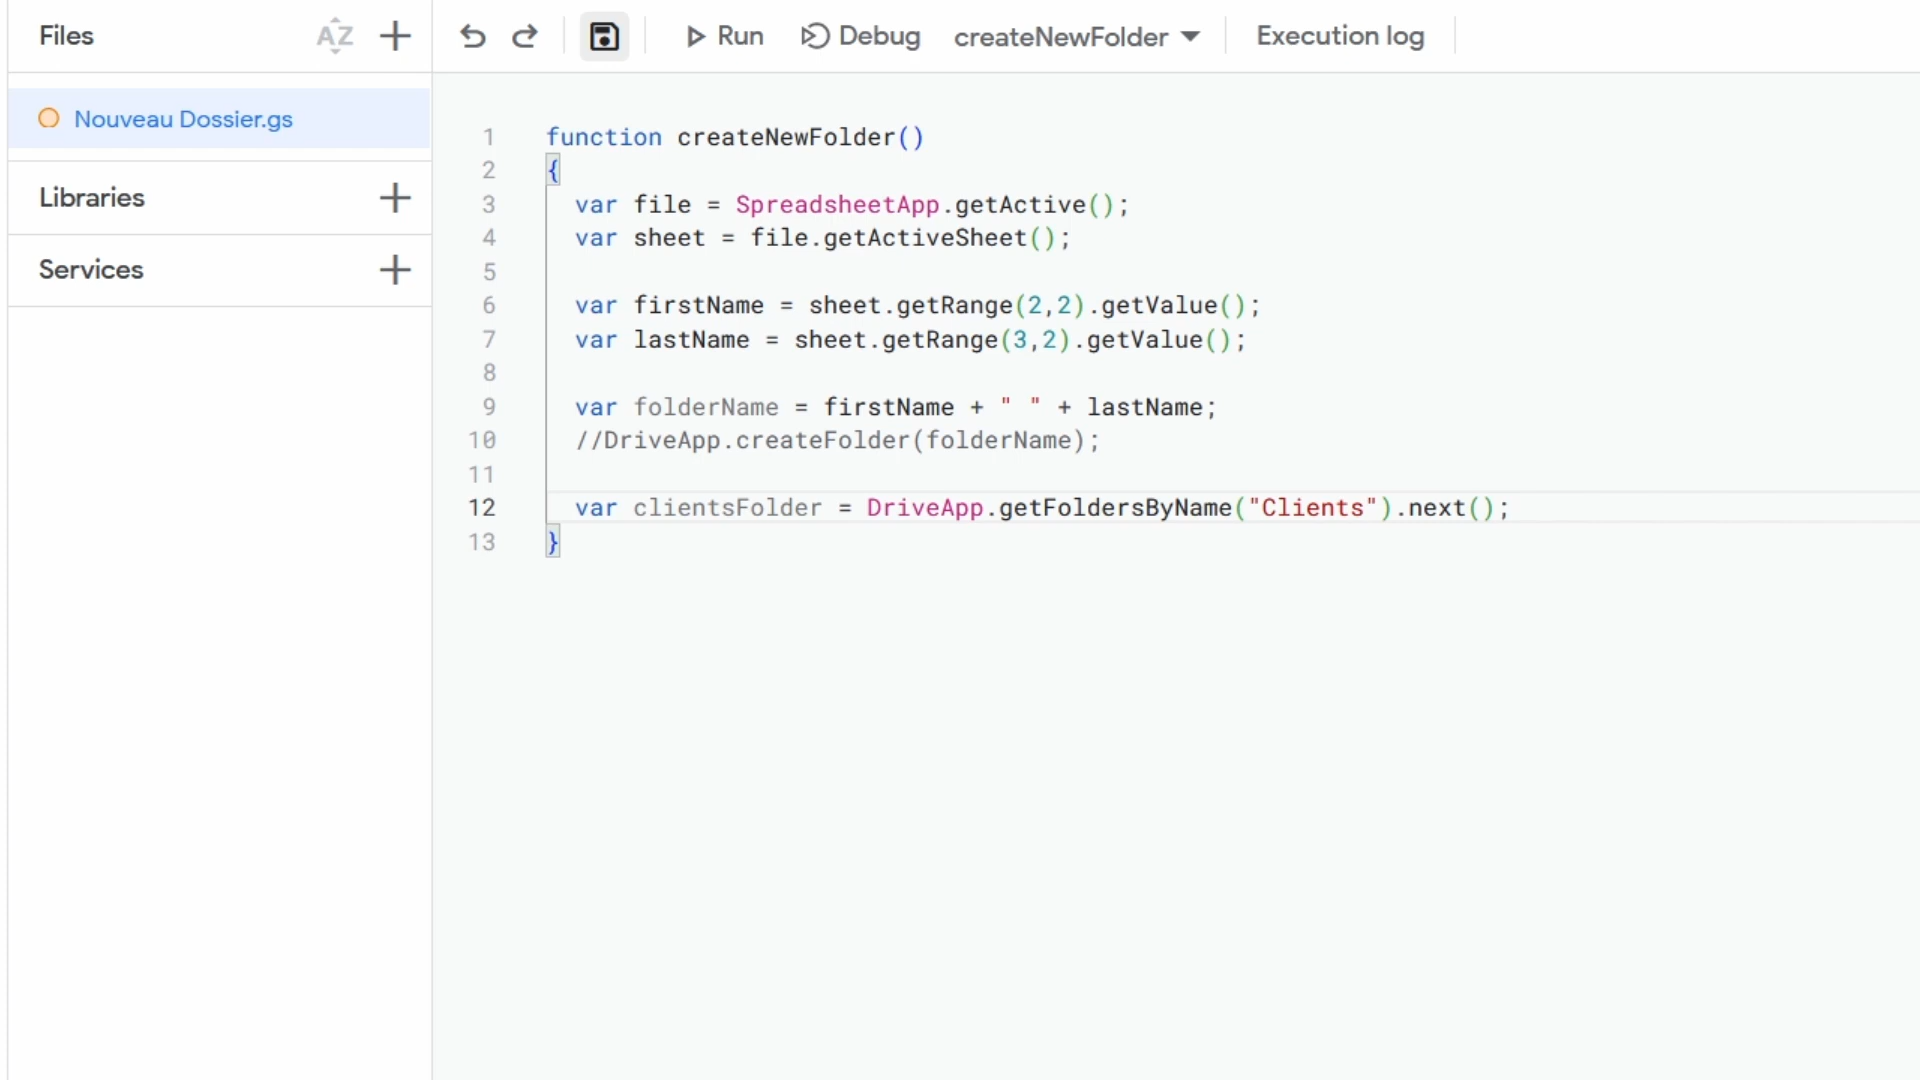 Files
AZ
Run
Debug
createNewFolder
Execution log
Nouveau Dossier.gs
Libraries
Services
1 function createNewFolder()
2 {
3 var file = SpreadsheetApp.getActive();
4 var sheet = file.getActiveSheet();
5
6 var firstName = sheet.getRange(2,2).getValue();
7 var lastName = sheet.getRange(3,2).getValue();
8
9 var folderName = firstName + " " + lastName;
10 //DriveApp.createFolder(folderName);
11
12 var clientsFolder = DriveApp.getFoldersByName("Clients").next();
13 }